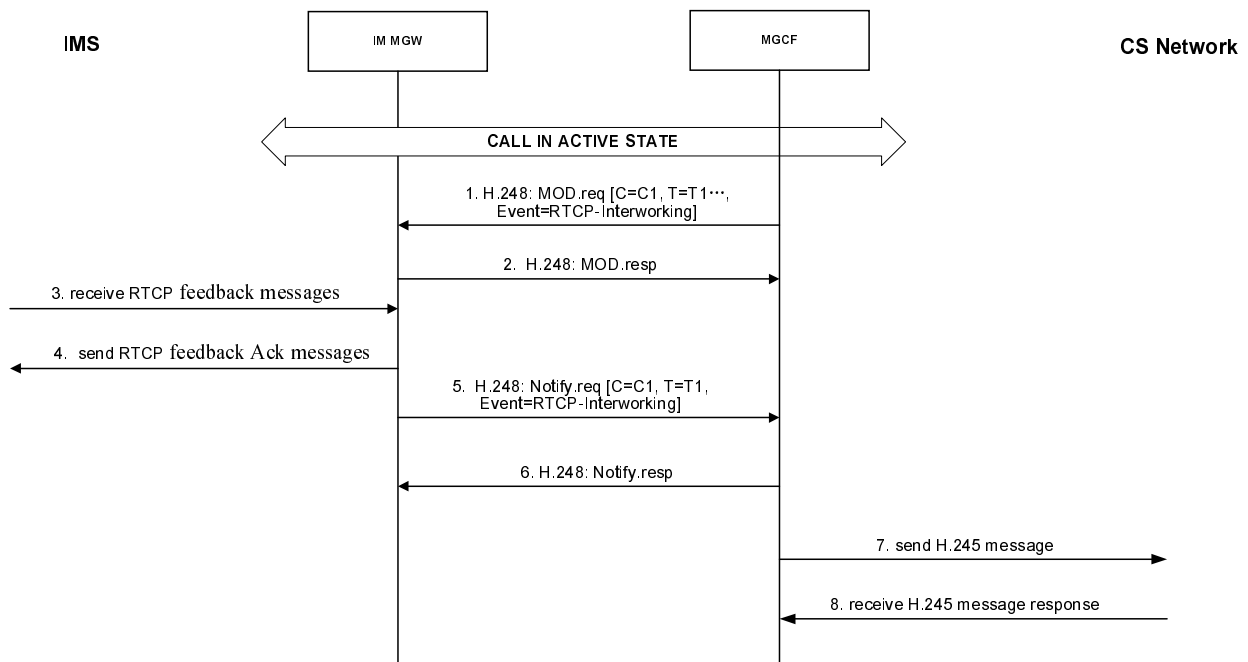 IMS
IM MGW
MGCF
CS Network
CALL IN ACTIVE STATE
1. H.248: MOD.req [C=C1, T=T1⋯,
Event=RTCP-Interworking]
2. H.248: MOD.resp
3. receive RTCP feedback messages
4. send RTCP feedback Ack messages
5. H.248: Notify.req [C=C1, T=T1,
Event=RTCP-Interworking]
6. H.248: Notify.resp
7. send H.245 message
8. receive H.245 message response